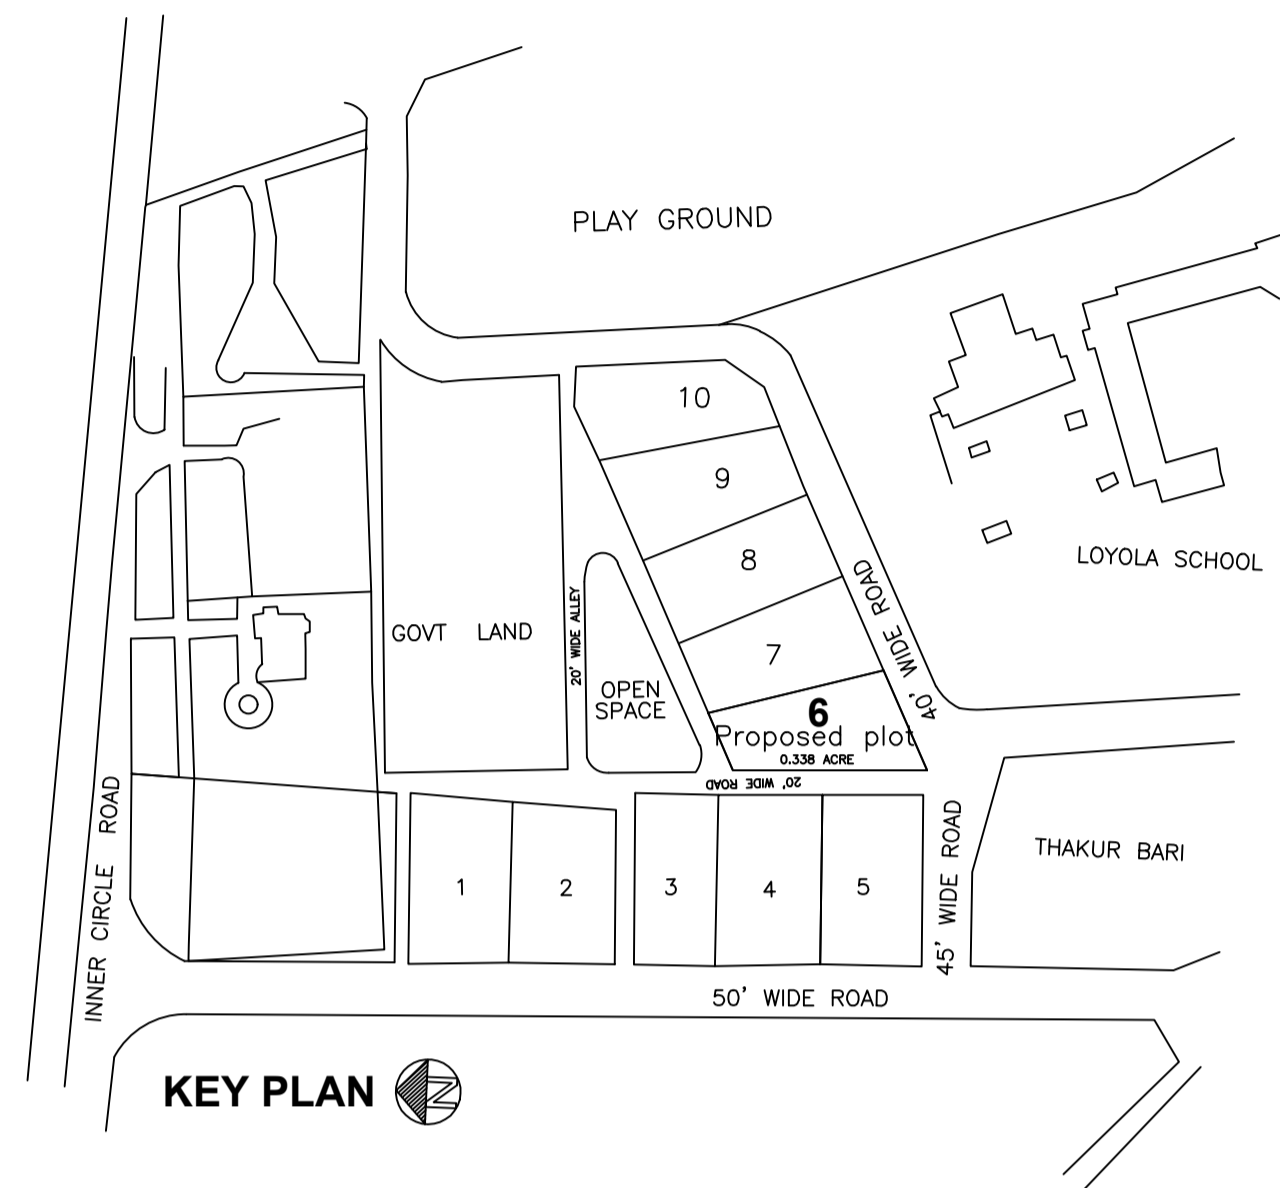 PLAY GROUND
10
9
8
LOYOLA SCHOOL
40' WIDE ROAD
20' WIDE ALLEY
GOVT LAND
7
OPEN
SPACE
6
Proposed plot
0.338 ACRE
20' WIDE ROAD
INNER CIRCLE ROAD
1
2
3
4
5
45' WIDE ROAD
THAKUR BARI
50' WIDE ROAD
KEY PLAN
N